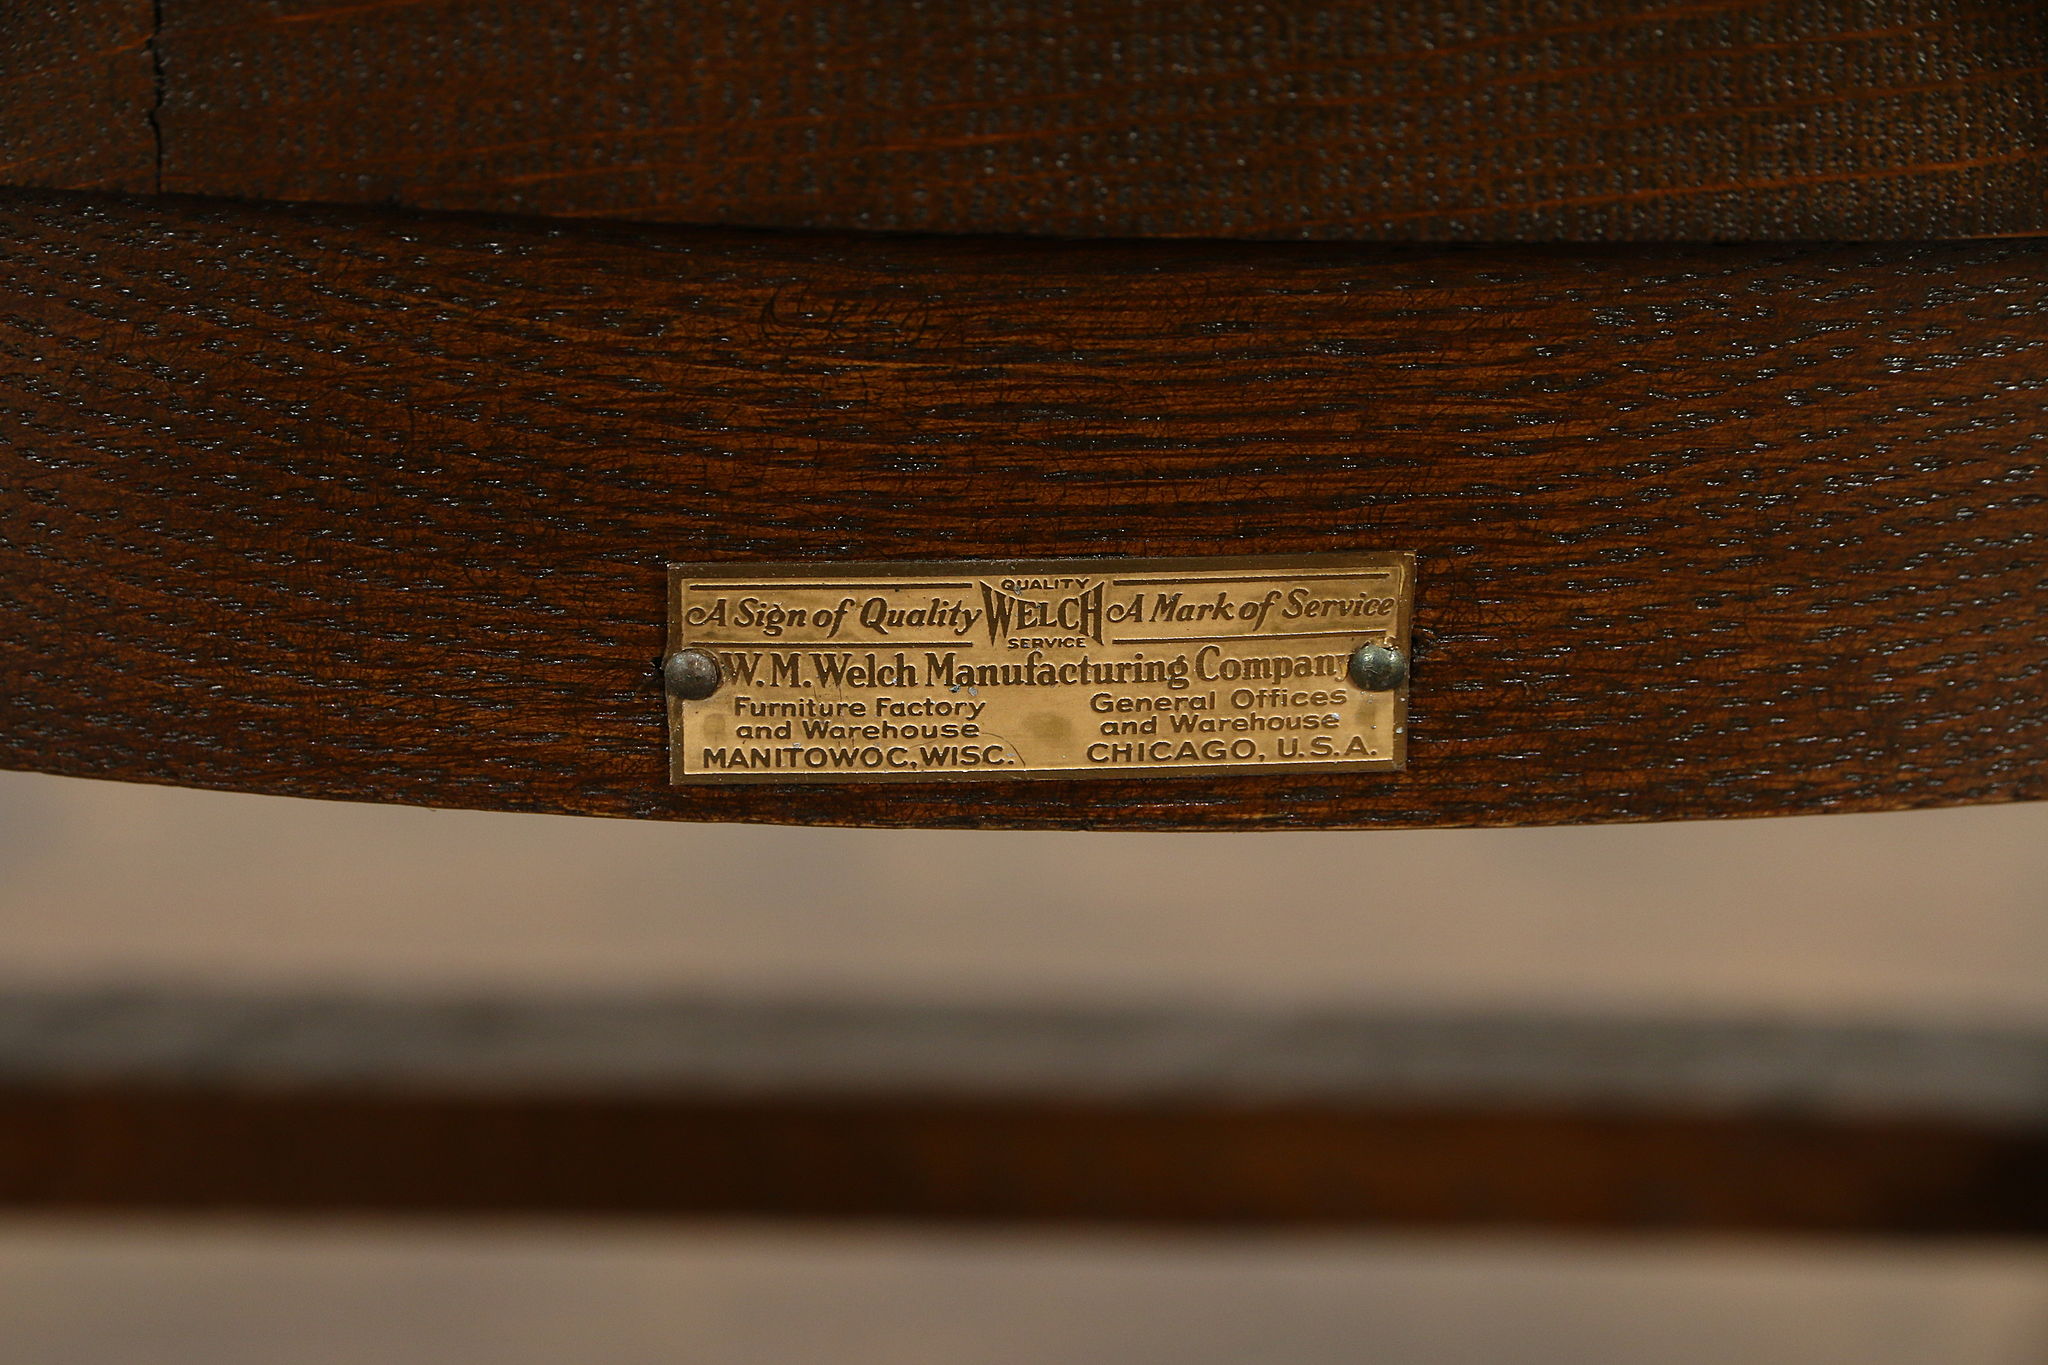 QUALITY
A Sign of Quality WELCH A Mark of Service
SERVICE
W. M. Welch Manufacturing Company
Furniture Factory General Offices
and Warehouse and Warehouse
MANITOWOC, WISC. CHICAGO, U.S.A.